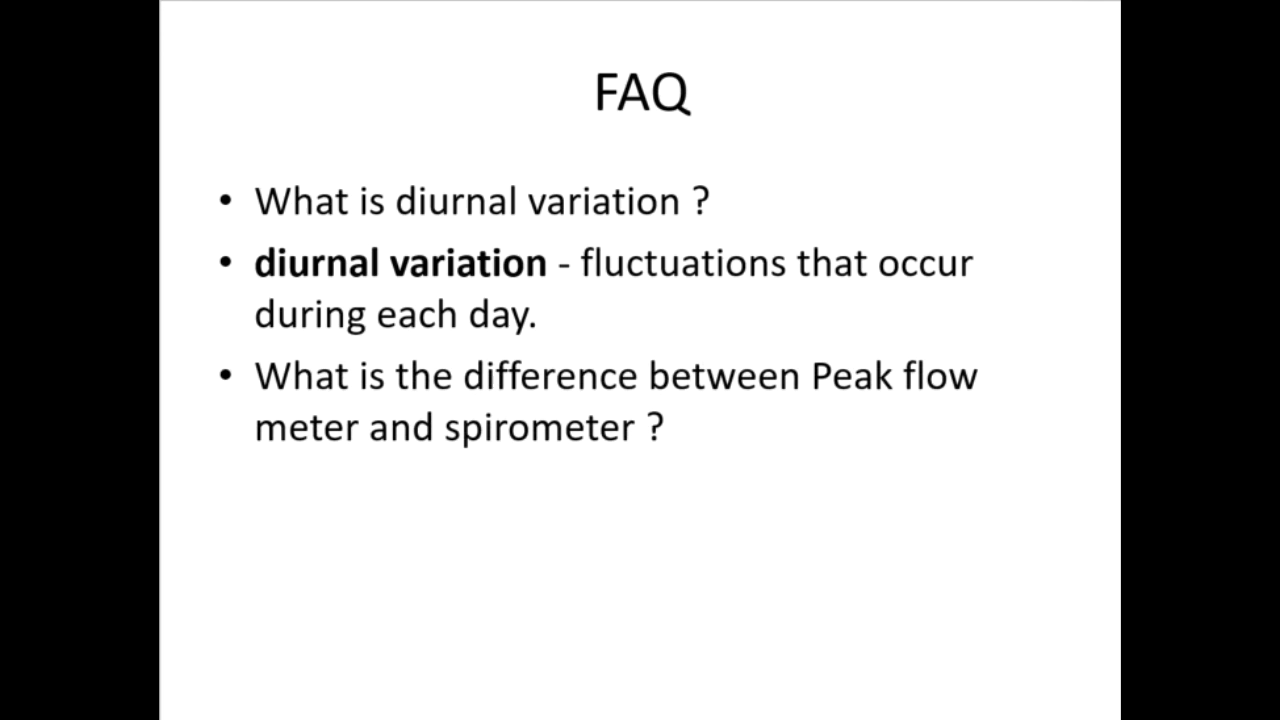 FAQ
• What is diurnal variation ?
• diurnal variation - fluctuations that occur
during each day.
• What is the difference between Peak flow
meter and spirometer ?